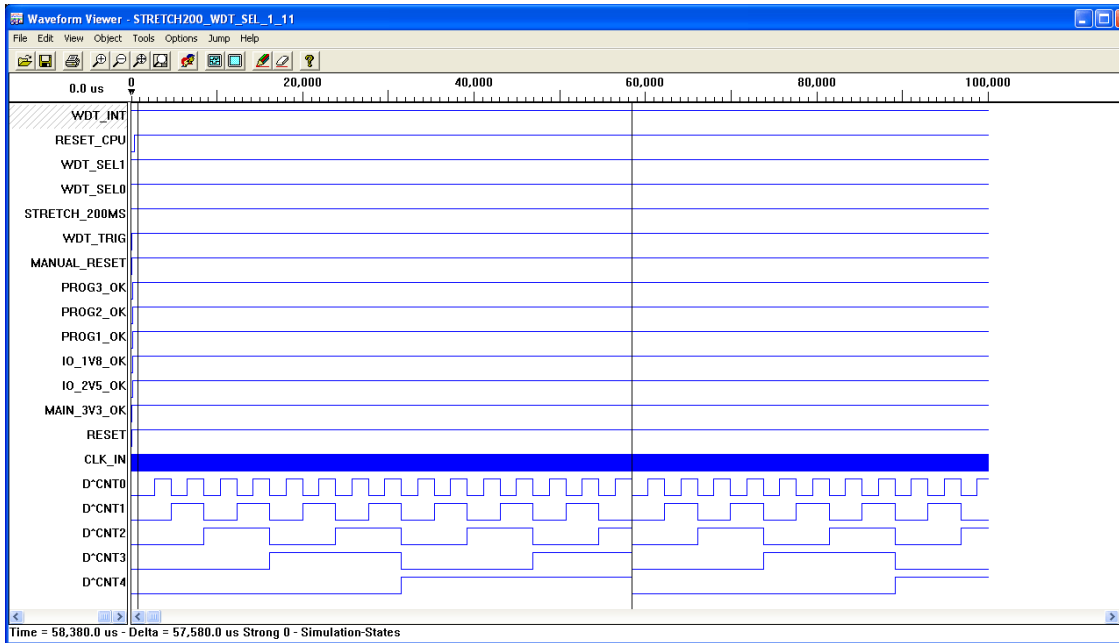 Waveform Viewer - STRETCH200_WDT_SEL_1_11
File Edit View Object Tools Options Jump Help
0.0 us 0 20,000 40,000 60,000 80,000 100,000
WDT_INT
RESET_CPU
WDT_SEL1
WDT_SEL0
STRETCH_200MS
WDT_TRIG
MANUAL_RESET
PROG3_OK
PROG2_OK
PROG1_OK
IO_1V8_OK
IO_2V5_OK
MAIN_3V3_OK
RESET
CLK_IN
D^CNT0
D^CNT1
D^CNT2
D^CNT3
D^CNT4
Time = 58,380.0 us - Delta = 57,580.0 us Strong 0 - Simulation-States